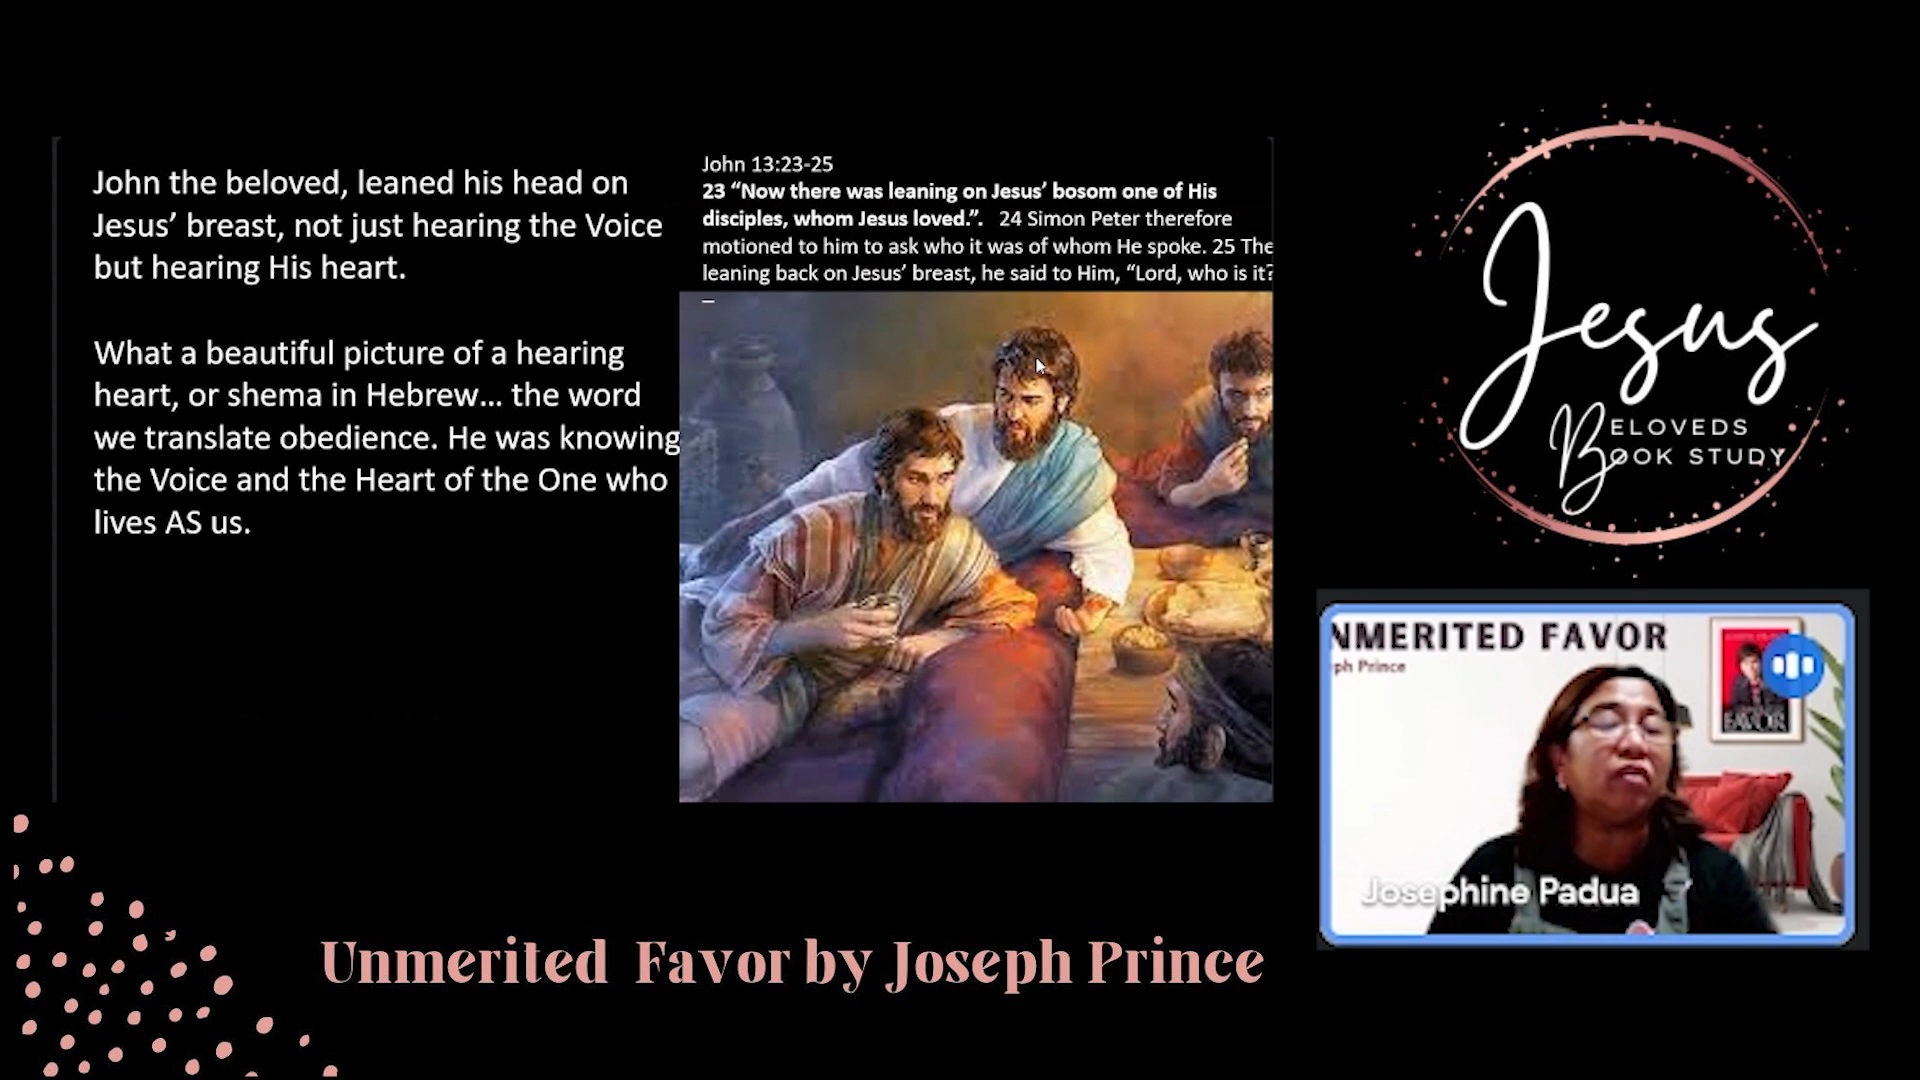 John the beloved, leaned his head on
Jesus’ breast, not just hearing the Voice
but hearing His heart.
What a beautiful picture of a hearing
heart, or shema in Hebrew... the word
we translate obedience. He was knowing
the Voice and the Heart of the One who
lives AS us.
John 13:23-25
23 “Now there was leaning on Jesus’ bosom one of His
disciples, whom Jesus loved.”. 24 Simon Peter therefore
motioned to him to ask who it was of whom He spoke. 25 The
leaning back on Jesus’ breast, he said to Him, “Lord, who is it?
Jesus
BELOVEDS
BOOK STUDY
NMERITED FAVOR
ph Prince
FAVOR
Josephine Padua
Unmerited Favor by Joseph Prince